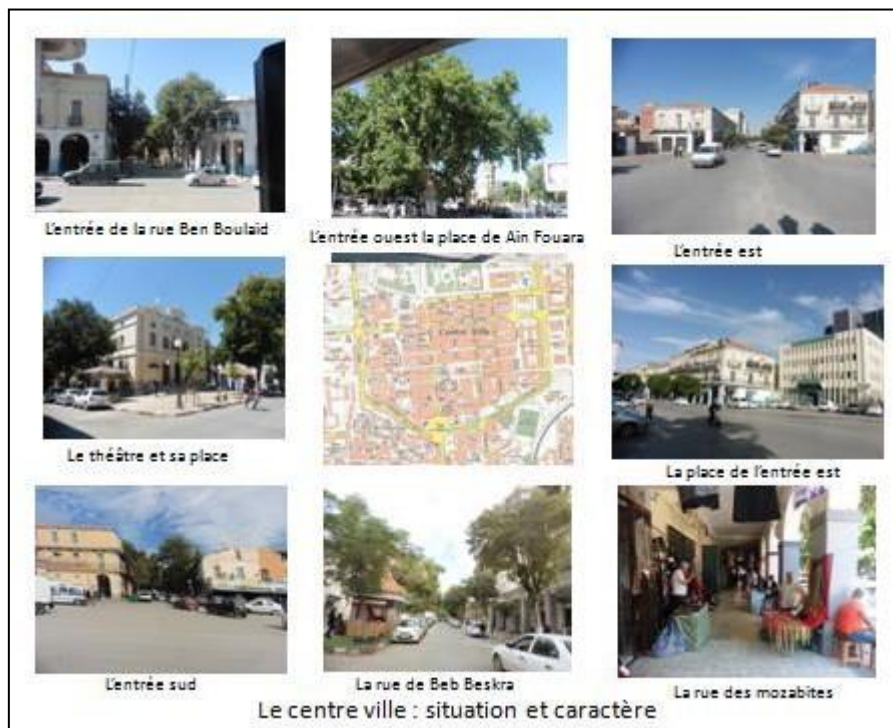 L'entrée de la rue Ben Boulaïd
L'entrée ouest la place de Ain Fouara
L'entrée est
Le théâtre et sa place
Centre Ville
La place de l'entrée est
L'entrée sud
La rue de Beb Beskra
La rue des mozabites
Le centre ville : situation et caractère